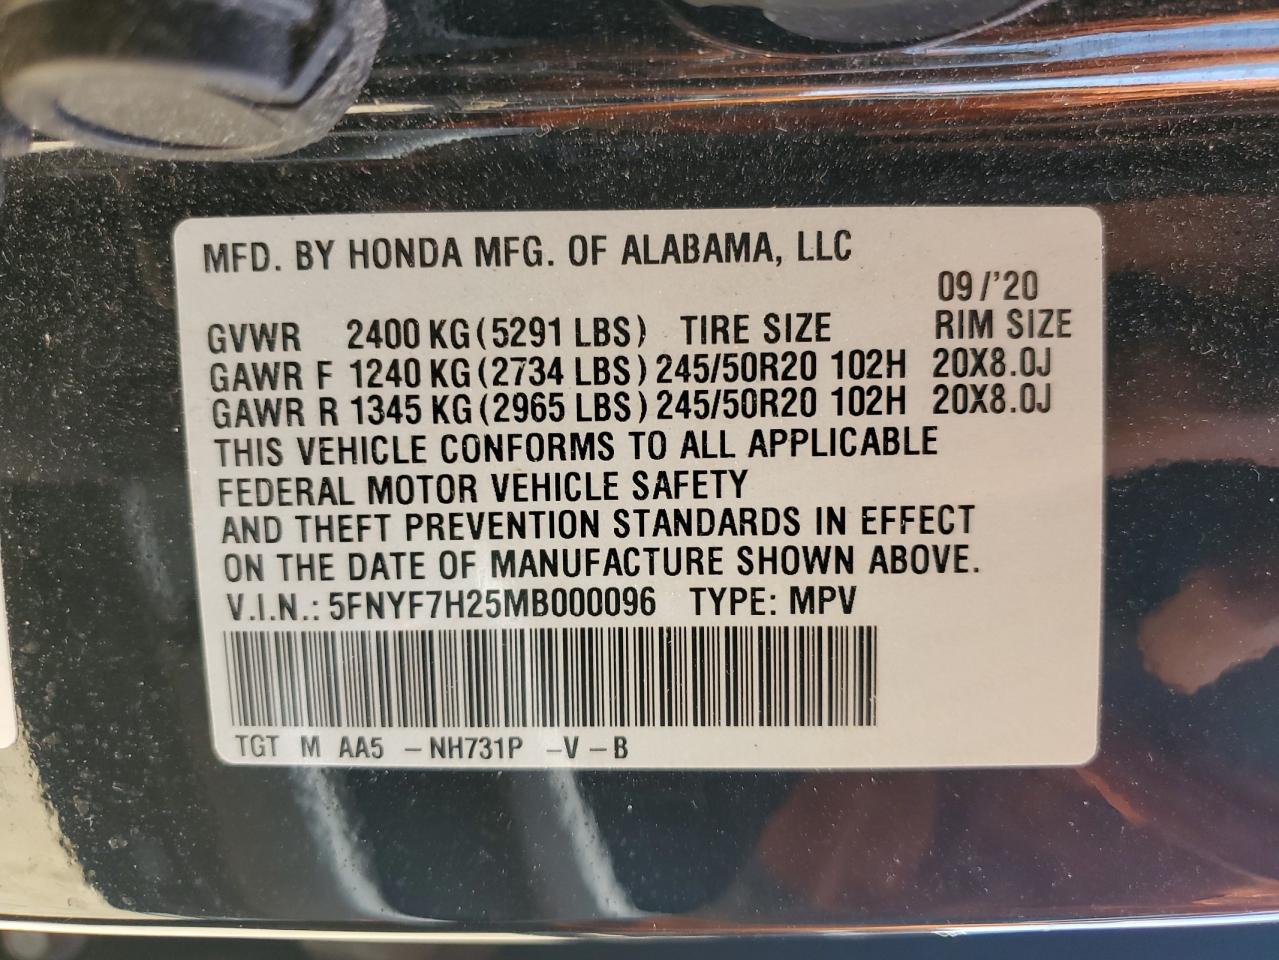 MFD. BY HONDA MFG. OF ALABAMA, LLC
09/'20
GVWR 2400 KG (5291 LBS) TIRE SIZE RIM SIZE
GAWR F 1240 KG (2734 LBS) 245/50R20 102H 20X8.0J
GAWR R 1345 KG (2965 LBS) 245/50R20 102H 20X8.0J
THIS VEHICLE CONFORMS TO ALL APPLICABLE
FEDERAL MOTOR VEHICLE SAFETY
AND THEFT PREVENTION STANDARDS IN EFFECT
ON THE DATE OF MANUFACTURE SHOWN ABOVE.
V.I.N.: 5FNYF7H25MB000096 TYPE: MPV
TGT M AA5 - NH731P - V - B